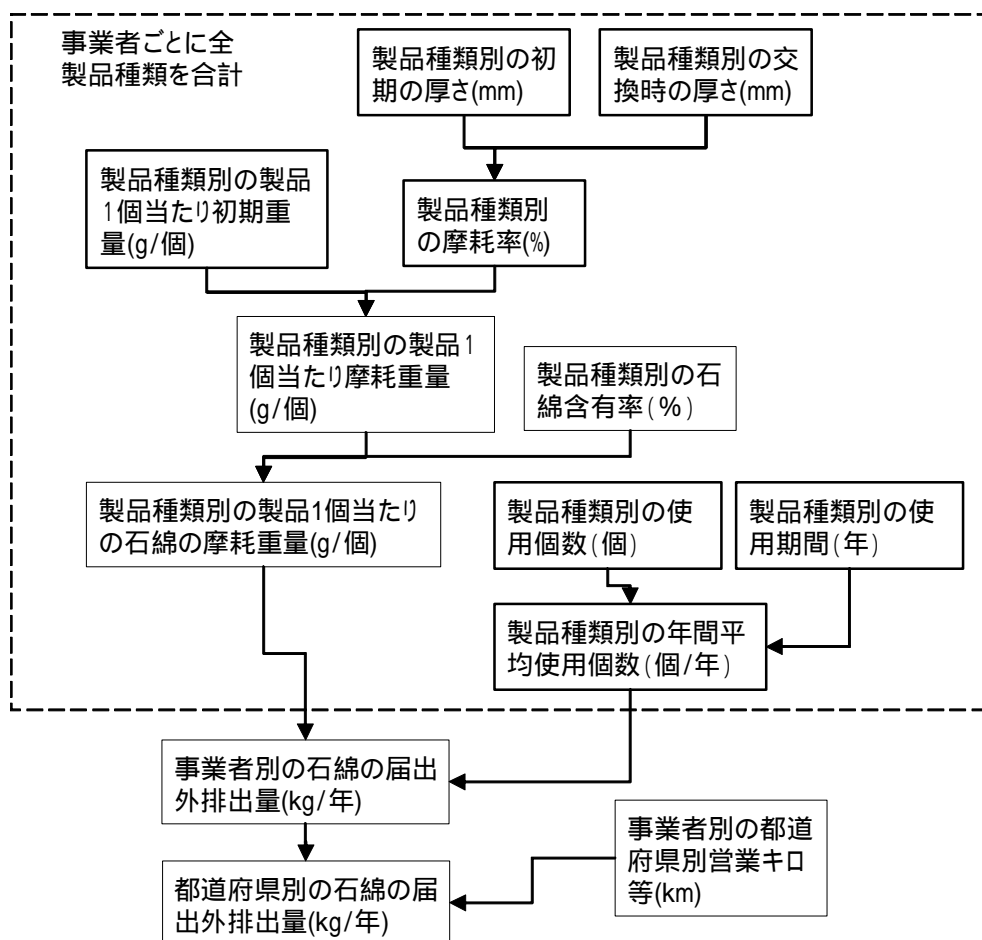 事業者ごとに全
製品種類を合計
製品種類別の初
期の厚さ(mm)
製品種類別の交
換時の厚さ(mm)
製品種類別の製品
1個当たり初期重
量(g/個)
製品種類別
の摩耗率(%)
製品種類別の製品1
個当たり摩耗重量
(g/個)
製品種類別の石
綿含有率(%)
製品種類別の製品1個当たり
の石綿の摩耗重量(g/個)
製品種類別の使
用個数(個)
製品種類別の使
用期間(年)
製品種類別の年間平
均使用個数(個/年)
事業者別の石綿の届出
外排出量(kg/年)
事業者別の都道
府県別営業キロ
等(km)
都道府県別の石綿の届
出外排出量(kg/年)